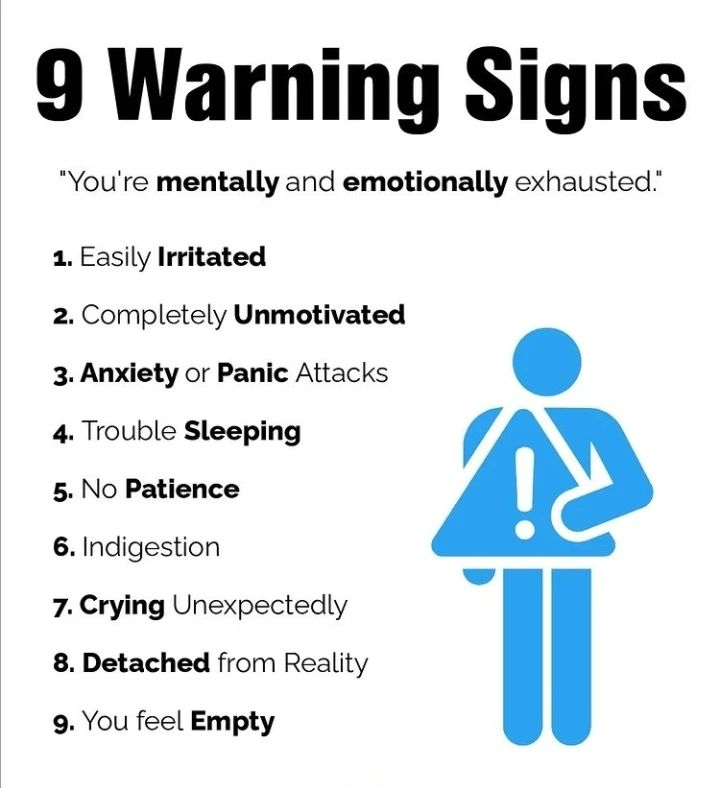 9 Warning Signs
"You're mentally and emotionally exhausted."
1. Easily Irritated
2. Completely Unmotivated
3. Anxiety or Panic Attacks
4. Trouble Sleeping
5. No Patience
6. Indigestion
7. Crying Unexpectedly
8. Detached from Reality
9. You feel Empty
!